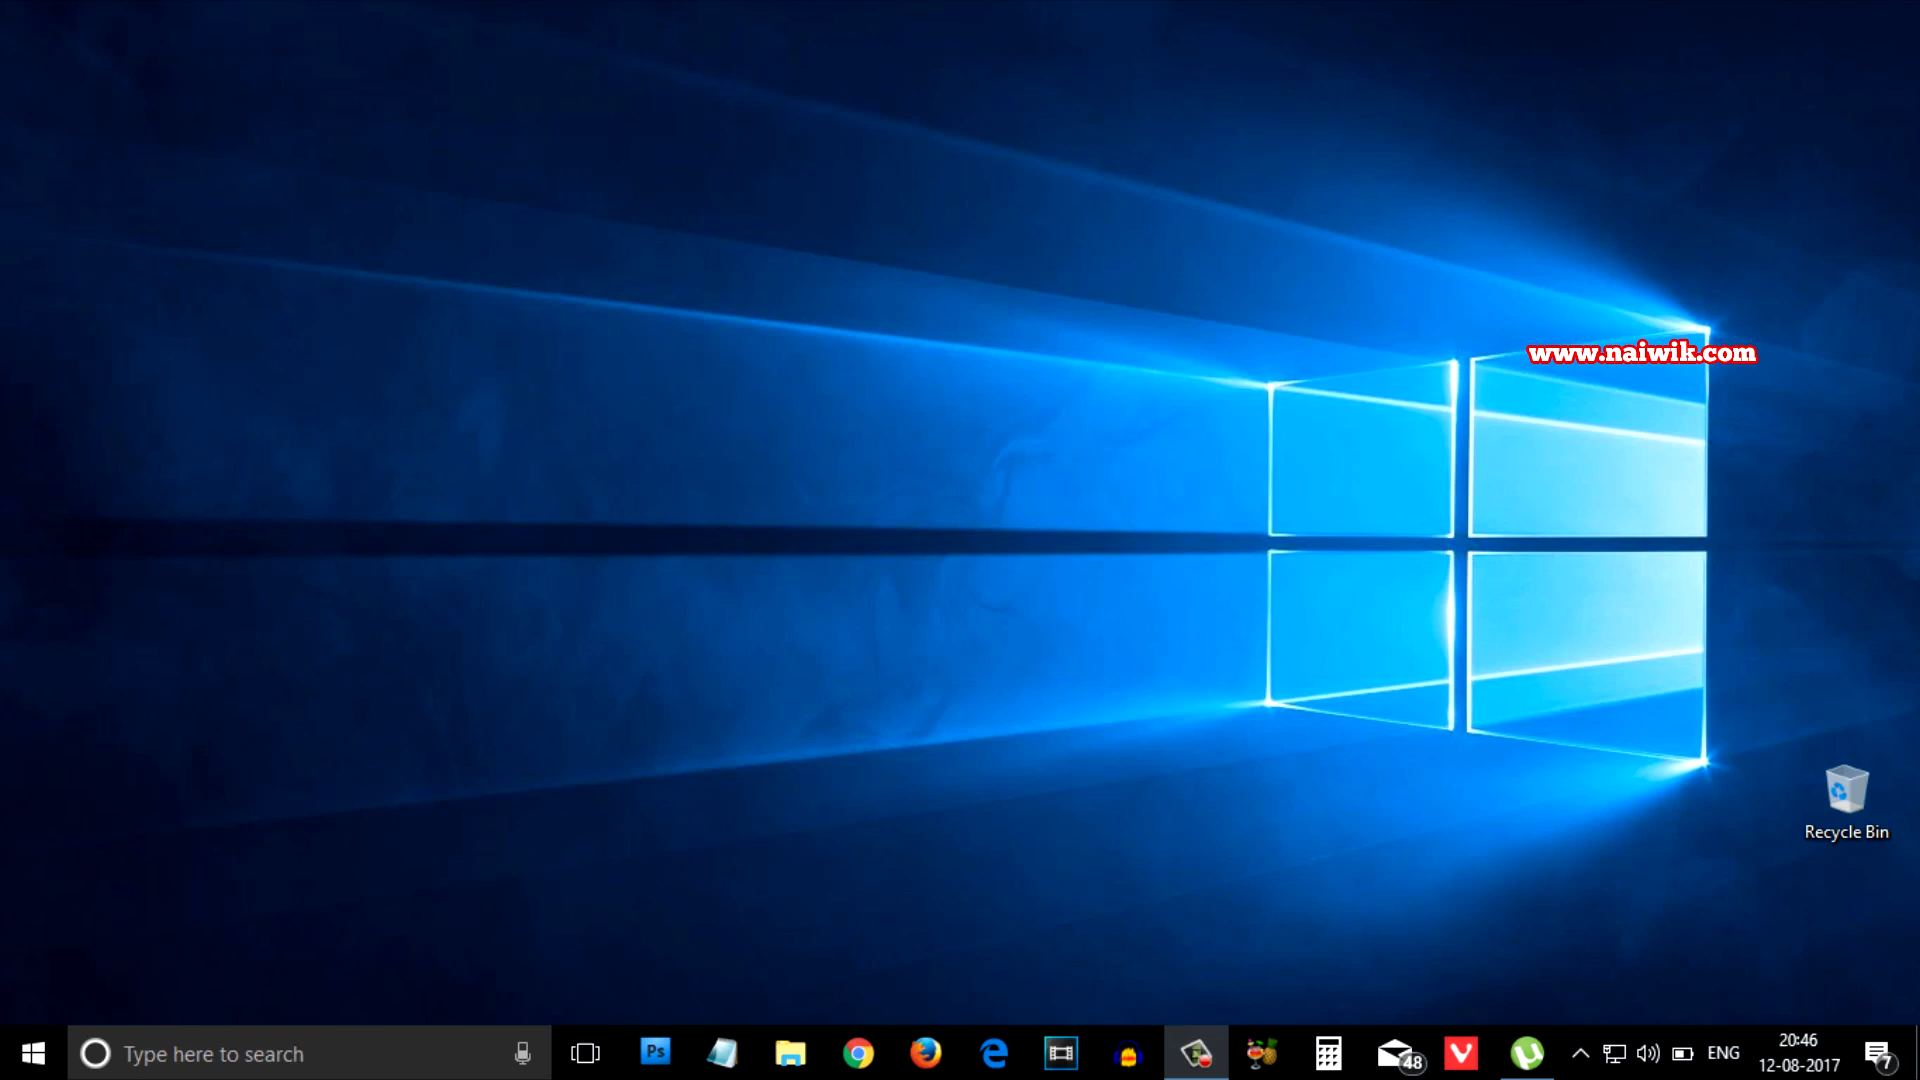 www.naiwik.com
Recycle Bin
Type here to search
Ps
48
ENG
20:46
12-08-2017
7